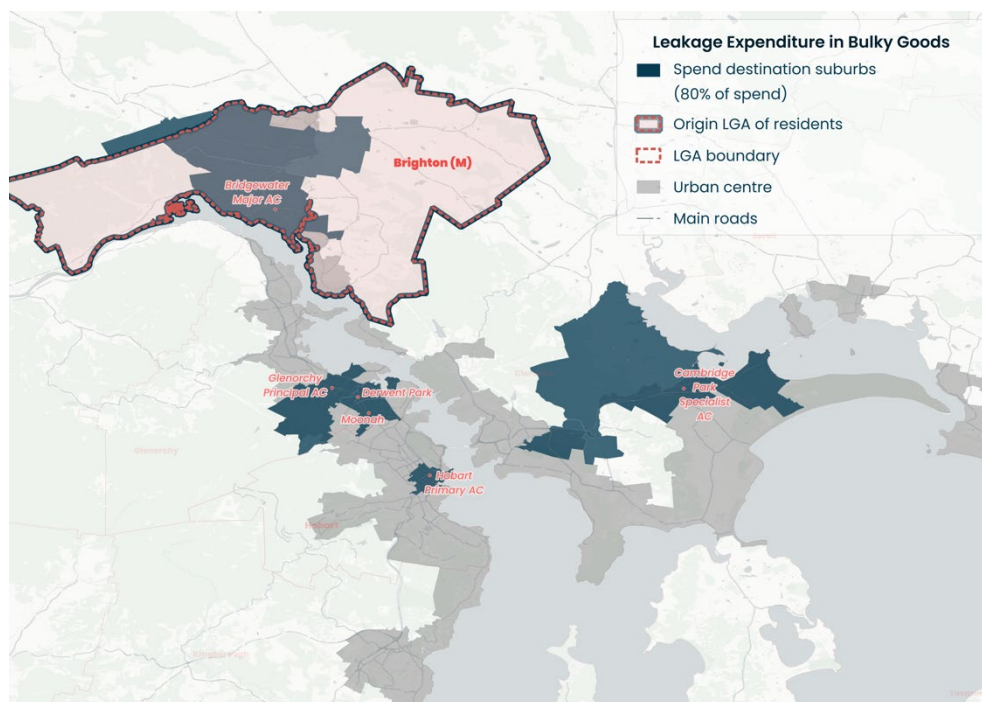 Leakage Expenditure in Bulky Goods
Spend destination suburbs
(80% of spend)
Origin LGA of residents
LGA boundary
Urban centre
Main roads
Brighton (M)
Bridgewater
Major AC
Glenorchy
Principal AC
Derwent Park
Moonah
Cambridge
Park
Specialist
AC
Hobart
Primary AC
Glenorchy
Hobart
Kingborough